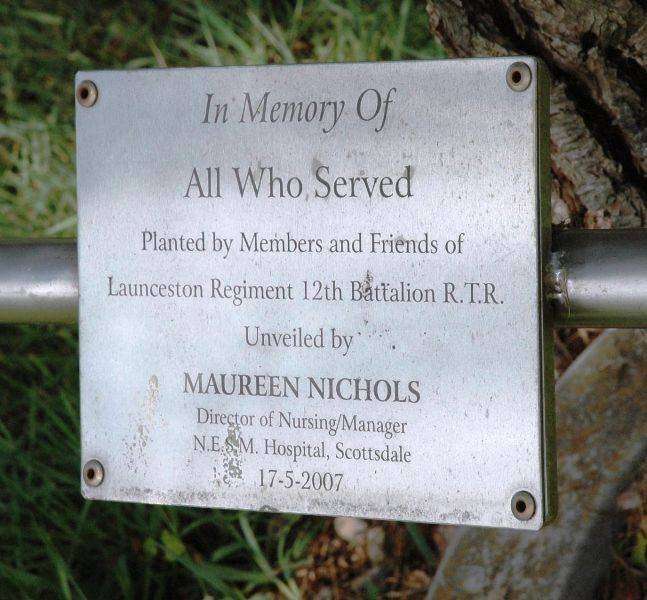 In Memory Of
All Who Served
Planted by Members and Friends of
Launceston Regiment 12th Battalion R.T.R.
Unveiled by
MAUREEN NICHOLS
Director of Nursing/Manager
N.E.S.M. Hospital, Scottsdale
17-5-2007